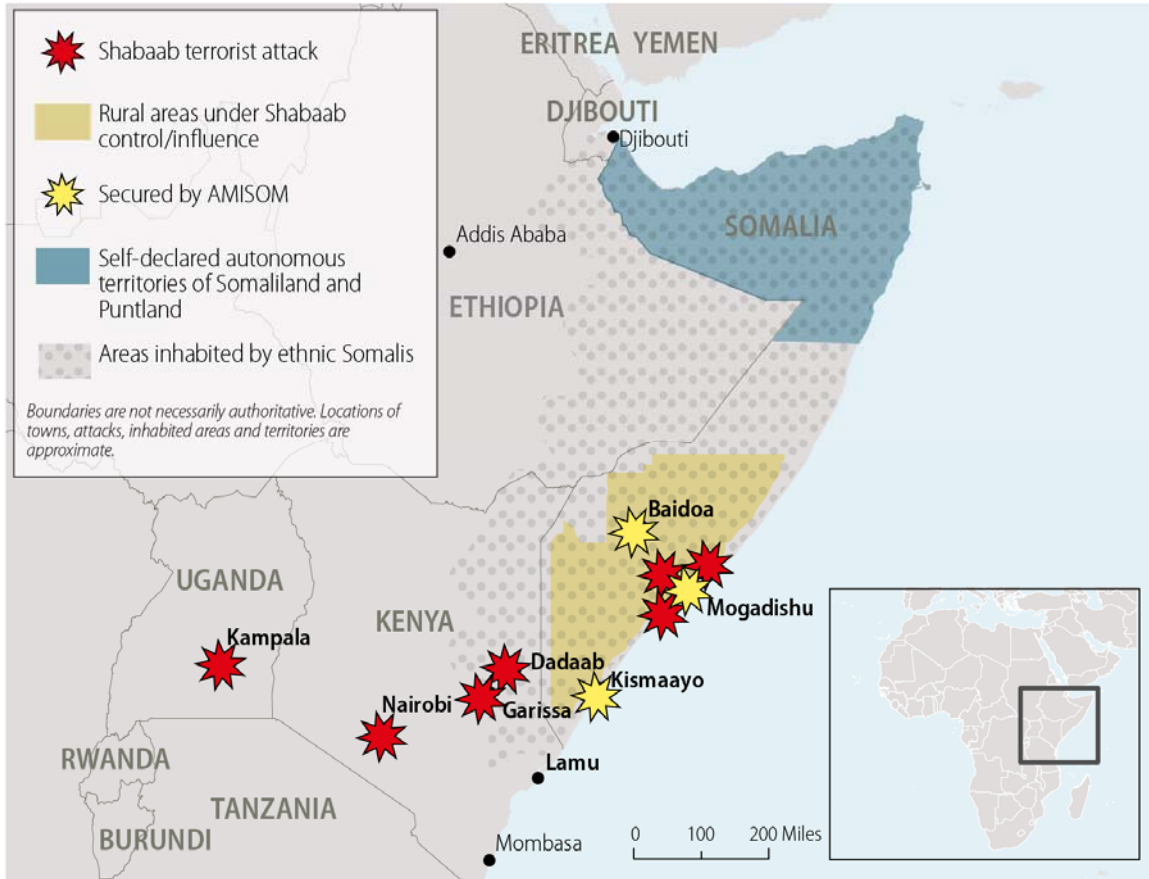 Shabaab terrorist attack
Rural areas under Shabaab
control/influence
Secured by AMISOM
Self-declared autonomous
territories of Somaliland and
Puntland
Areas inhabited by ethnic Somalis
Boundaries are not necessarily authoritative. Locations of
towns, attacks, inhabited areas and territories are
approximate.
ERITREA
YEMEN
DJIBOUTI
Djibouti
SOMALIA
Addis Ababa
ETHIOPIA
Baidoa
UGANDA
Mogadishu
KENYA
Kampala
Dadaab
Kismaayo
Nairobi
Garissa
RWANDA
Lamu
TANZANIA
BURUNDI
Mombasa
0 100 200 Miles